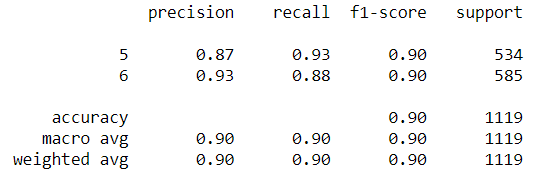 precision recall f1-score support
5 0.87 0.93 0.90 534
6 0.93 0.88 0.90 585
accuracy 0.90 1119
macro avg 0.90 0.90 0.90 1119
weighted avg 0.90 0.90 0.90 1119